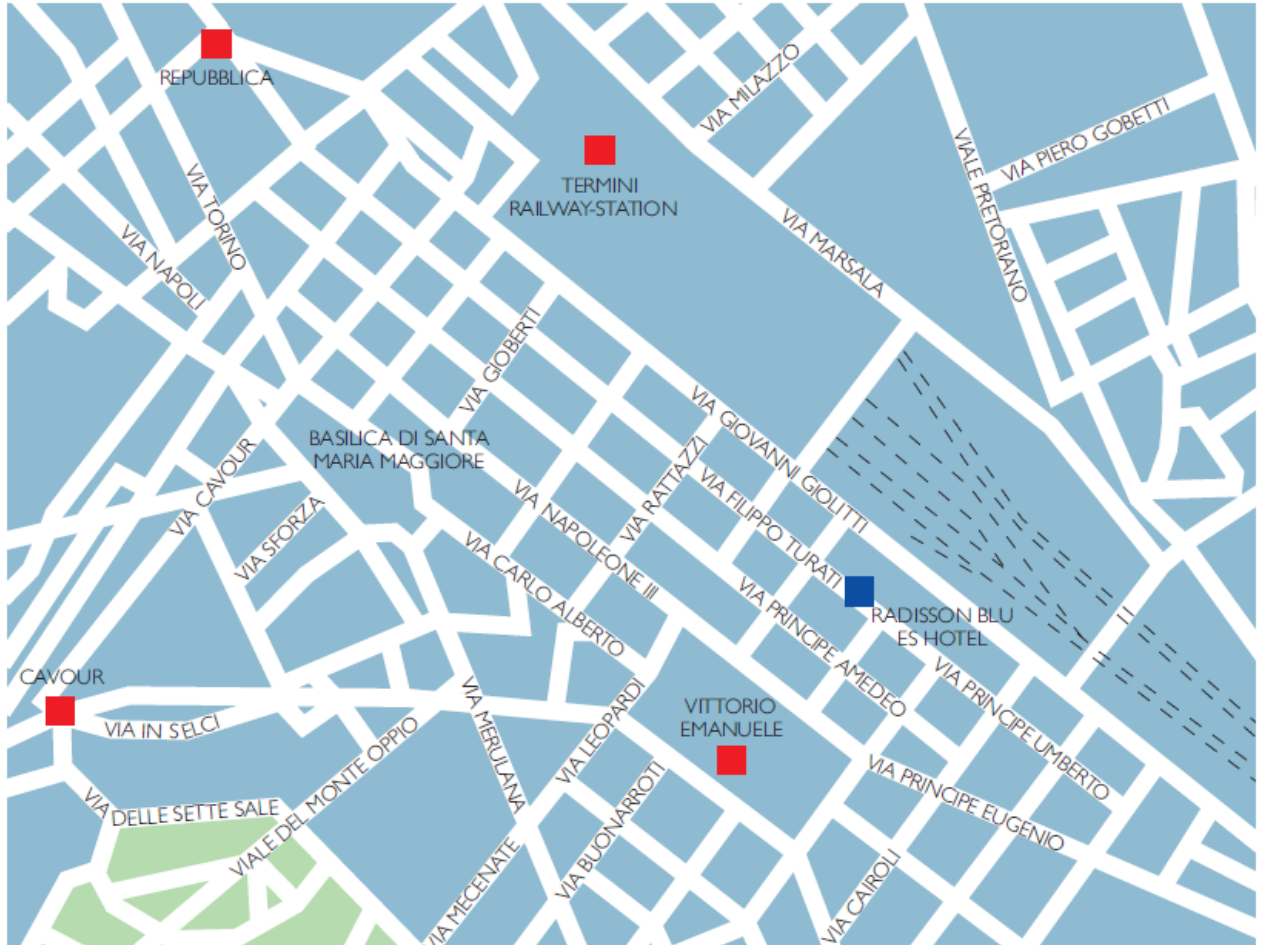 REPUBBLICA
VIA MILAZZO
VIA PIERO GOBETTI
VIALE PRETORIANO
TERMINI
RAILWAY-STATION
VIA TORINO
VIA NAPOLI
VIA MARSALA
VIA GIOBERTI
VIA GIOVANNI GIOLITTI
BASILICA DI SANTA
MARIA MAGGIORE
VIA CAVOUR
VIA SFORZA
VIA RATTAZZI
VIA FILIPPO TURATI
VIA NAPOLEONE III
VIA CARLO ALBERTO
VIA PRINCIPE AMEDEO
RADISSON BLU
ES HOTEL
CAVOUR
VIA IN SELCI
VIA MERULANA
VIA LEOPARDI
VITTORIO
EMANUELE
VIA PRINCIPE UMBERTO
VIA DELLE SETTE SALE
VIALE DEL MONTE OPPIO
VIA BUONARROTI
VIA PRINCIPE EUGENIO
VIA MECENATE
VIA CAIROLI